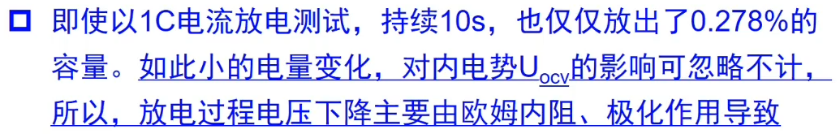 即使以1C电流放电测试，持续10s，也仅仅放出了0.278%的
容量。如此小的电量变化，对内电势Uocv的影响可忽略不计，
所以，放电过程电压下降主要由欧姆内阻、极化作用导致